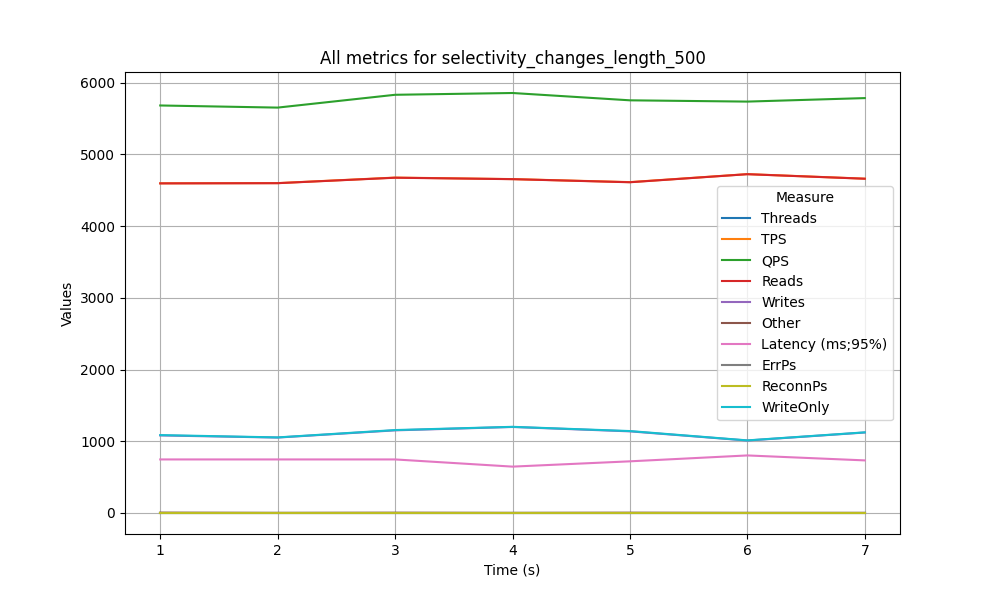 All metrics for selectivity_changes_length_500
6000
5000
4000
3000
2000
1000
0
Values
Measure
Threads
TPS
QPS
Reads
Writes
Other
Latency (ms;95%)
ErrPs
ReconnPs
WriteOnly
1 2 3 4 5 6 7
Time (s)